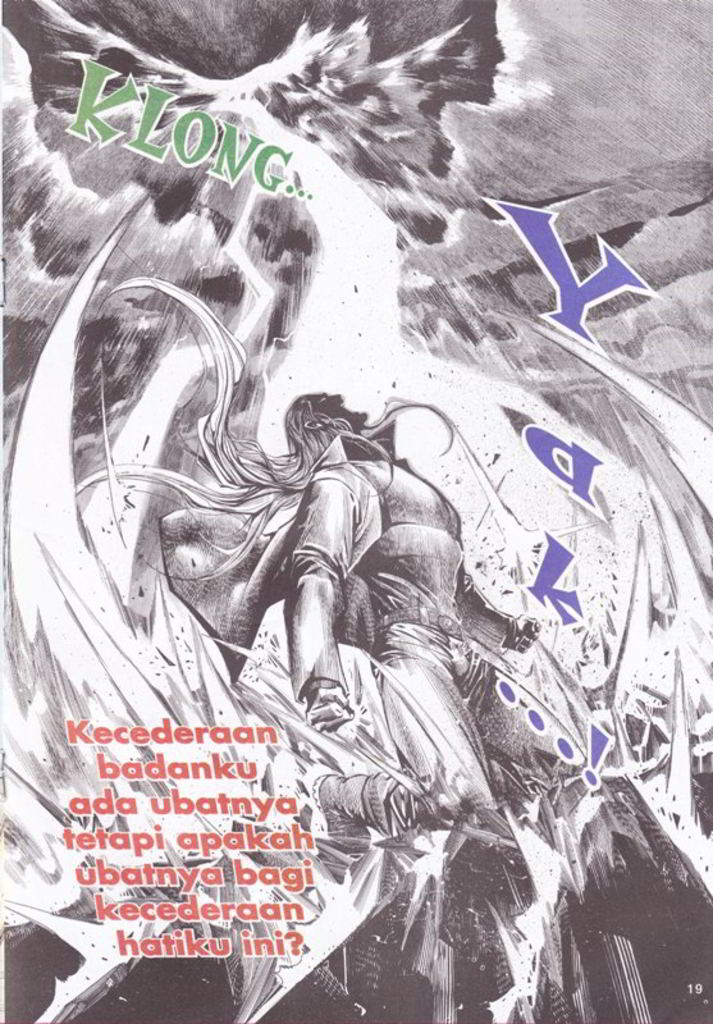 KLONG...
Yak...!
Kecederaan
badanku
ada ubatnya
tetapi apakah
ubatnya bagi
kecederaan
hatiku ini?
19